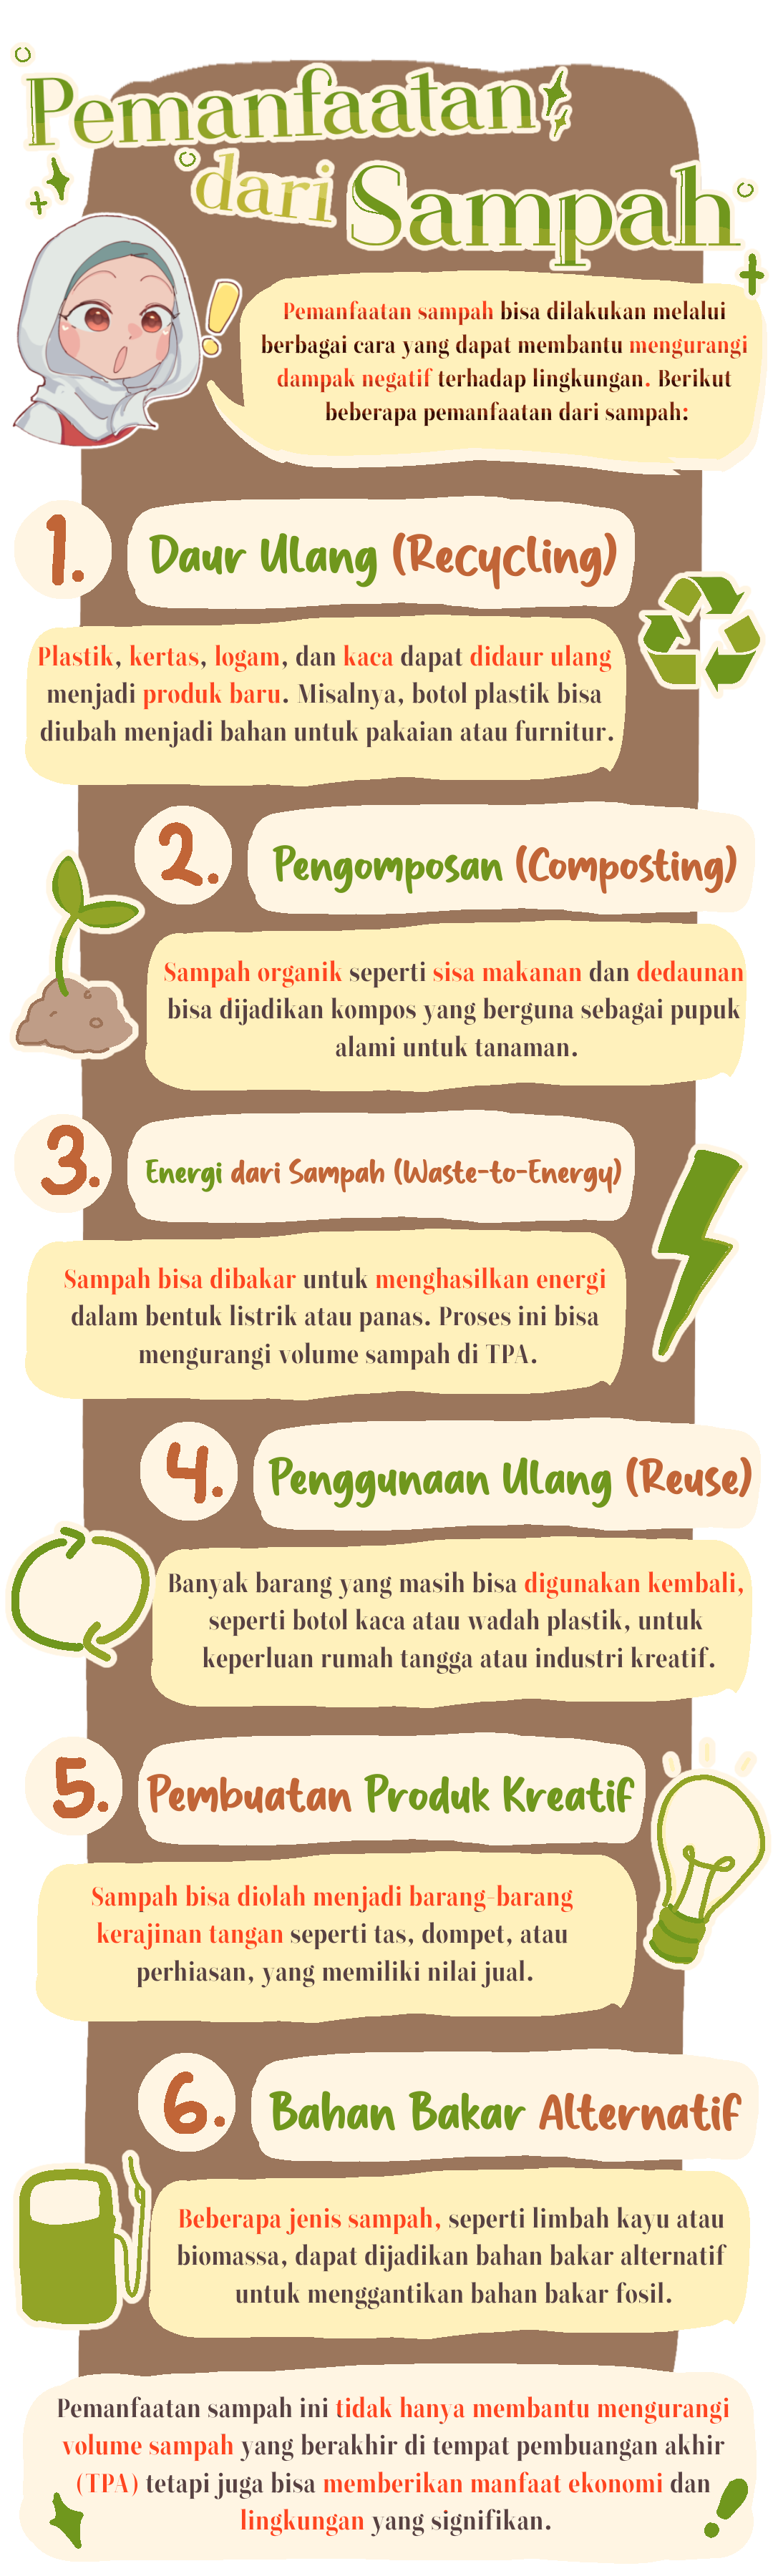 Pemanfaatan
dari Sampah
Pemanfaatan sampah bisa dilakukan melalui
berbagai cara yang dapat membantu mengurangi
dampak negatif terhadap lingkungan. Berikut
beberapa pemanfaatan dari sampah:
1. Daur Ulang (Recycling)
Plastik, kertas, logam, dan kaca dapat didaur ulang
menjadi produk baru. Misalnya, botol plastik bisa
diubah menjadi bahan untuk pakaian atau furnitur.
2. Pengomposan (Composting)
Sampah organik seperti sisa makanan dan dedaunan
bisa dijadikan kompos yang berguna sebagai pupuk
alami untuk tanaman.
3. Energi dari Sampah (Waste-to-Energy)
Sampah bisa dibakar untuk menghasilkan energi
dalam bentuk listrik atau panas. Proses ini bisa
mengurangi volume sampah di TPA.
4. Penggunaan Ulang (Reuse)
Banyak barang yang masih bisa digunakan kembali,
seperti botol kaca atau wadah plastik, untuk
keperluan rumah tangga atau industri kreatif.
5. Pembuatan Produk Kreatif
Sampah bisa diolah menjadi barang-barang
kerajinan tangan seperti tas, dompet, atau
perhiasan, yang memiliki nilai jual.
6. Bahan Bakar Alternatif
Beberapa jenis sampah, seperti limbah kayu atau
biomassa, dapat dijadikan bahan bakar alternatif
untuk menggantikan bahan bakar fosil.
Pemanfaatan sampah ini tidak hanya membantu mengurangi
volume sampah yang berakhir di tempat pembuangan akhir
(TPA) tetapi juga bisa memberikan manfaat ekonomi dan
lingkungan yang signifikan.